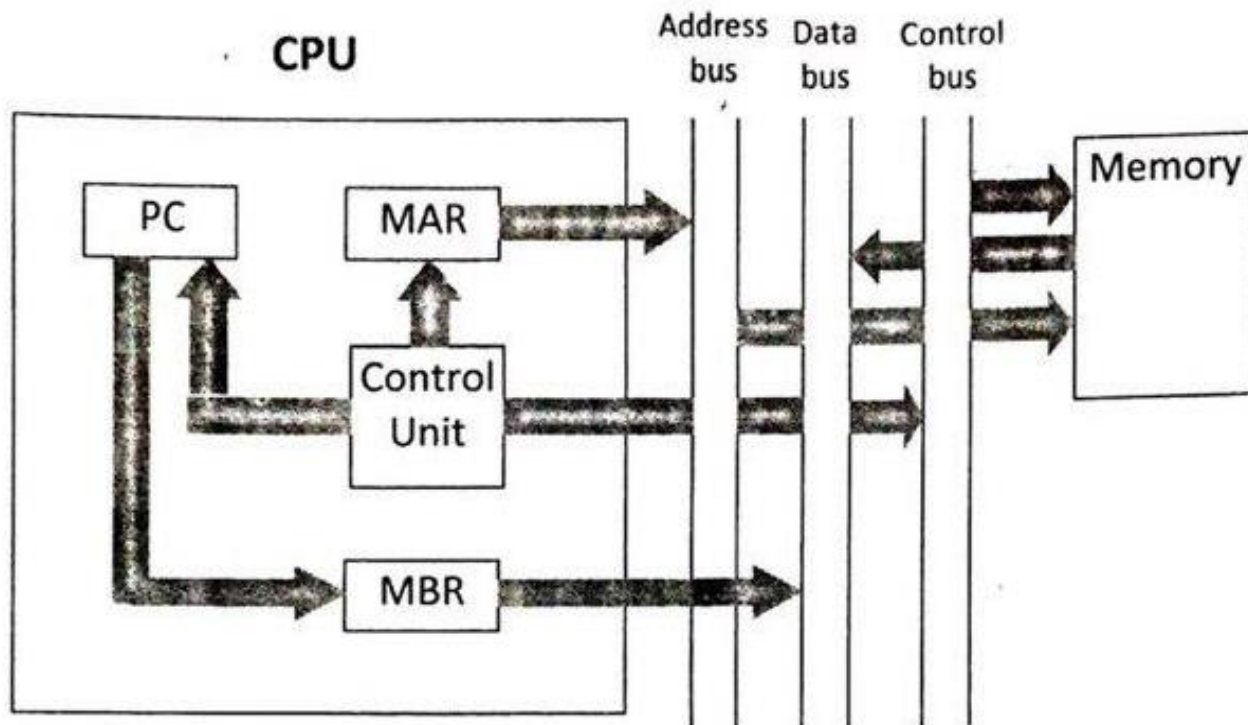 CPU
Address
bus
Data
bus
Control
bus
PC
MAR
Memory
Control
Unit
MBR